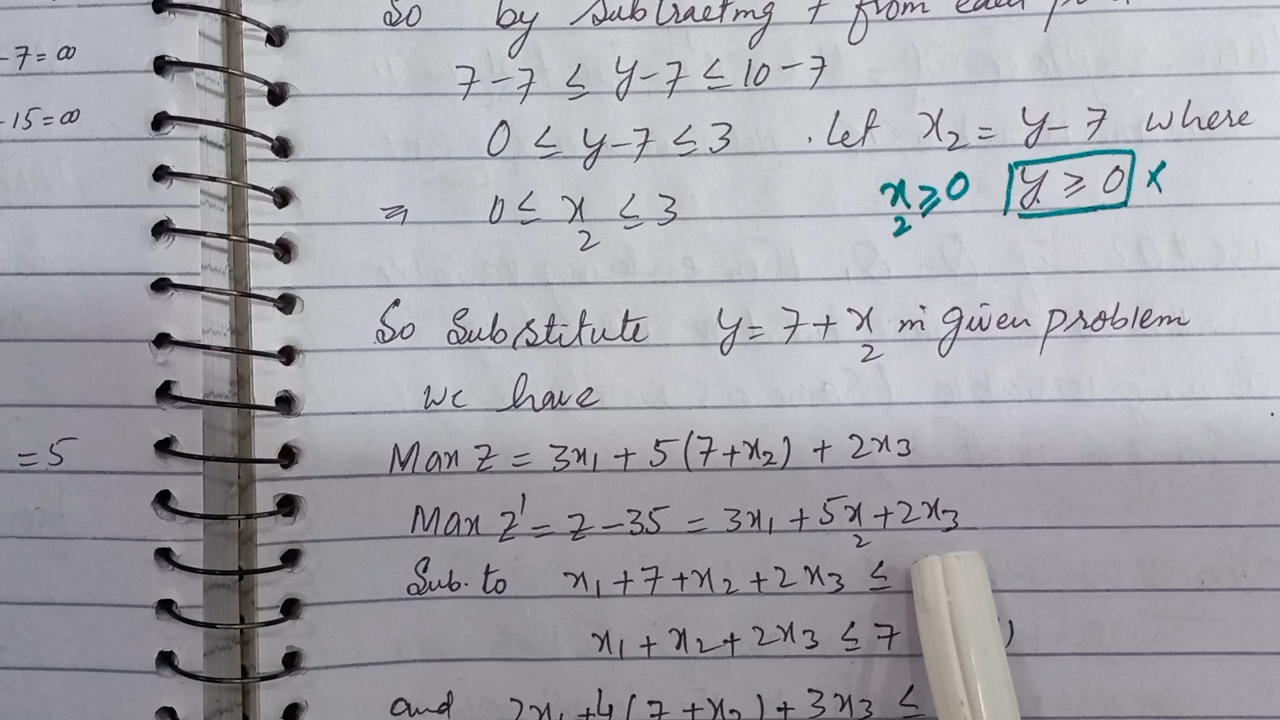 So by subtracting 7 from each
-7=∞
7-7 ≤ y-7 ≤ 10-7
-15=∞
0 ≤ y-7 ≤ 3 . Let x₂ = y-7 where
x₂ ≥ 0 y ≥ 0 x
⇒ 0 ≤ x₂ ≤ 3
So Substitute y = 7 + x₂ in given problem
we have
=5
Max Z = 3x₁ + 5(7+x₂) + 2x₃
Max Z' = Z - 35 = 3x₁ + 5x₂ + 2x₃
Sub. to x₁ + 7 + x₂ + 2x₃ ≤
x₁ + x₂ + 2x₃ ≤ 7 )
and 2x₁ + 4(7 + x₂) + 3x₃ ≤